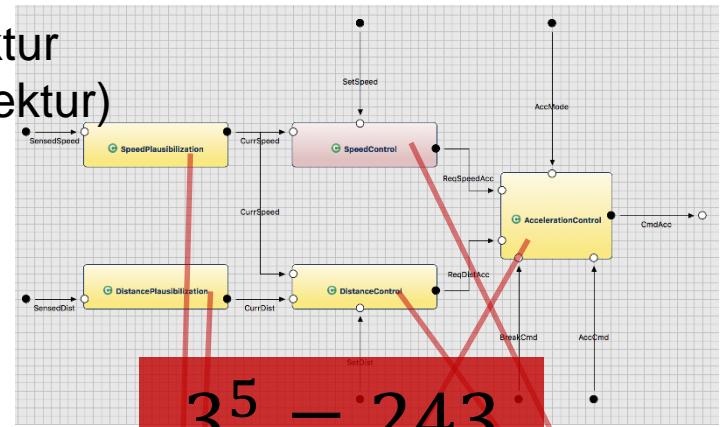 ktur
ektur)
SetSpeed
AccMode
SensedSpeed
SpeedPlausibilization
CurrSpeed
SpeedControl
ReqSpeedAcc
CurrSpeed
AccelerationControl
CmdAcc
SensedDist
DistancePlausibilization
CurrDist
DistanceControl
ReqDistAcc
BreakCmd
AccCmd
SetDist
3⁵ = 243